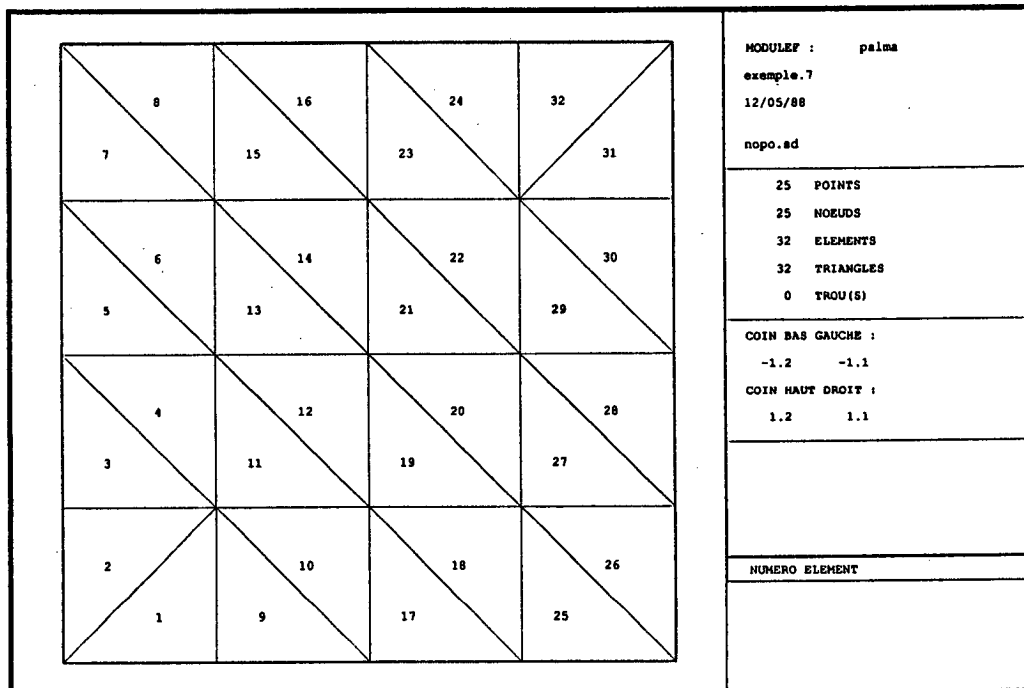 8 16 24 32
7 15 23 31
6 14 22 30
5 13 21 29
4 12 20 28
3 11 19 27
2 10 18 26
1 9 17 25
MODULEF : palma
exemple.7
12/05/88
nopo.ad
25 POINTS
25 NOEUDS
32 ELEMENTS
32 TRIANGLES
0 TROU(S)
COIN BAS GAUCHE :
-1.2 -1.1
COIN HAUT DROIT :
1.2 1.1
NUMERO ELEMENT